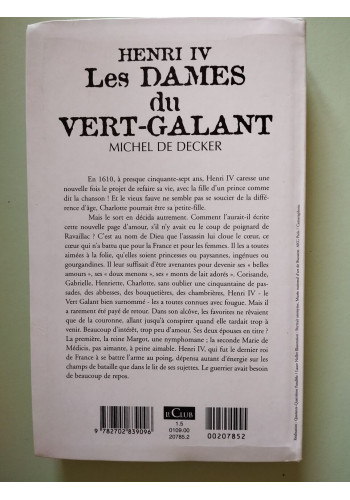 HENRI IV
Les DAMES
du
VERT-GALANT
MICHEL DE DECKER
En 1610, à presque cinquante-sept ans, Henri IV caresse une
nouvelle fois le projet de refaire sa vie, avec la fille d'un prince comme
dit la chanson ! Et le vieux fauve ne semble pas se soucier de la diffé-
rence d'âge, Charlotte pourrait être sa petite-fille.
Mais le sort en décida autrement. Comment l'aurait-il écrite
cette nouvelle page d'amour, s'il n'y avait eu le coup de poignard de
Ravaillac ? C'est au nom de Dieu que l'assassin lui cloue le cœur, ce
cœur qui n'a battu que pour la France et pour les femmes. Il les a toutes
aimées à la folie, qu'elles soient princesses ou paysannes, ingénues ou
gourgandines. Il leur suffisait d'être avenantes pour devenir ses « belles
amours », ses « doux menons », ses « monts de lait adorés ». Corisande,
Gabrielle, Henriette, Charlotte, sans oublier une cinquantaine de pas-
sades, des abbesses, des bouquetières, des chambrières, Henri IV - le
Vert Galant bien surnommé - les a toutes connues avec fougue. Mais il
a rarement été payé de retour. Dans son alcôve, les favorites ne rêvaient
que de la couronne, allant jusqu'à conspirer quand elle tardait trop à
venir. Beaucoup d'intérêt, trop peu d'amour. Ses deux épouses en titre ?
La première, la reine Margot, une nymphomane ; la seconde Marie de
Médicis, pas aimante, à peine aimable. Henri IV, qui fut le dernier roi
de France à se battre l'arme au poing, dépensa autant d'énergie sur les
champs de bataille que dans le lit de ses sujettes. Le guerrier avait besoin
de beaucoup de repos.
9 782702 839096
LE CLUB
1.5
0109.00
20785.2
00207852